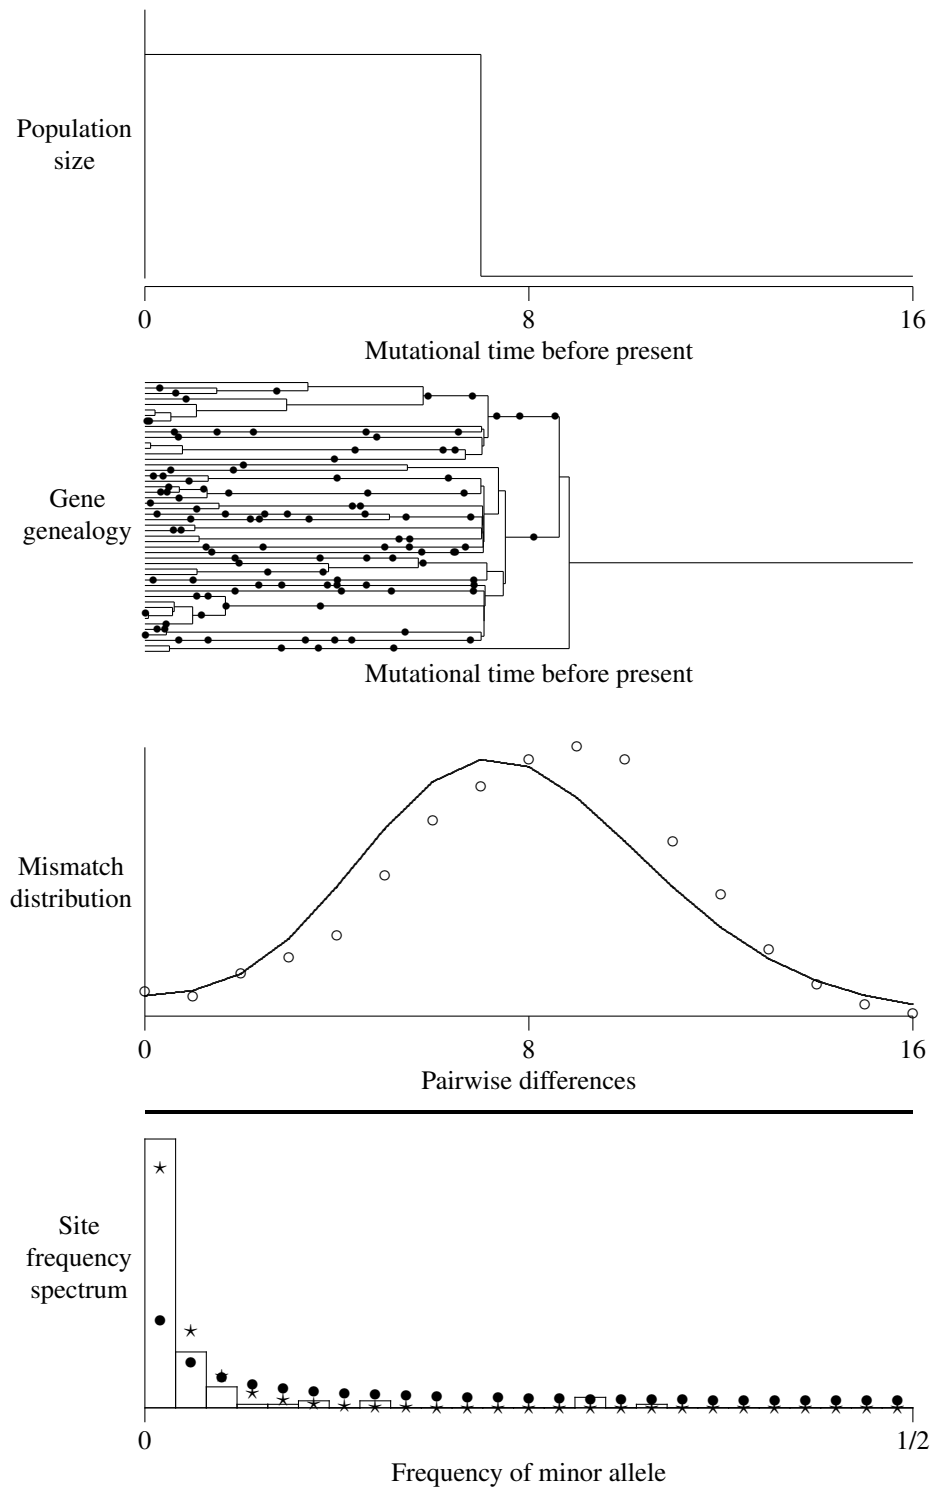 Population
size
0 8 16
Mutational time before present
Gene
genealogy
Mutational time before present
Mismatch
distribution
0 8 16
Pairwise differences
Site
frequency
spectrum
0 1/2
Frequency of minor allele